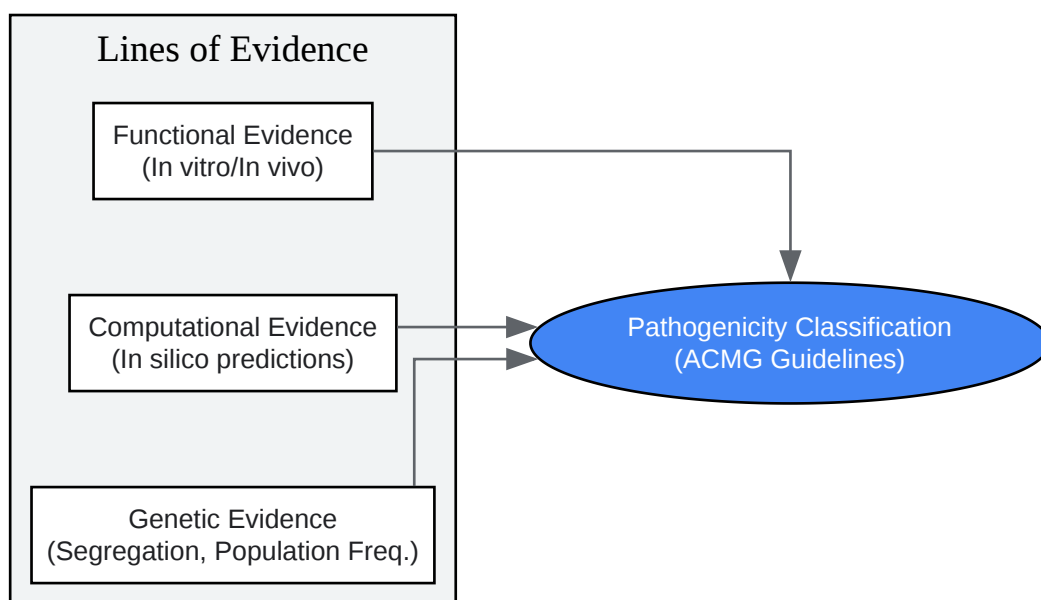 Lines of Evidence
Functional Evidence
(In vitro/In vivo)
Computational Evidence
(In silico predictions)
Genetic Evidence
(Segregation, Population Freq.)
Pathogenicity Classification
(ACMG Guidelines)